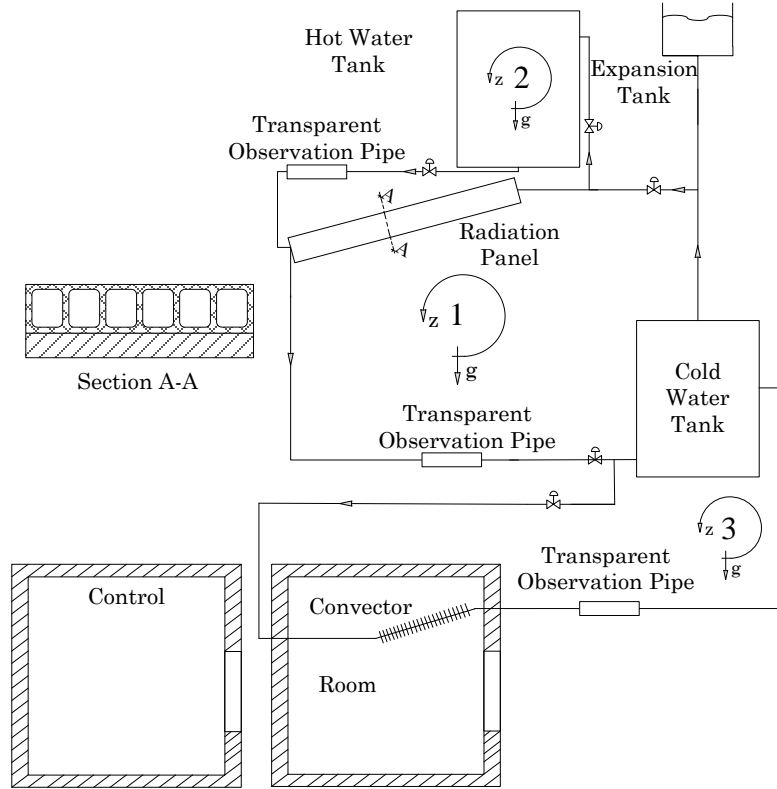 Hot Water
Tank
2
z
g
Expansion
Tank
Transparent
Observation Pipe
A
A
Radiation
Panel
1
z
g
Section A-A
Cold
Water
Tank
Transparent
Observation Pipe
3
z
g
Transparent
Observation Pipe
Control
Convector
Room